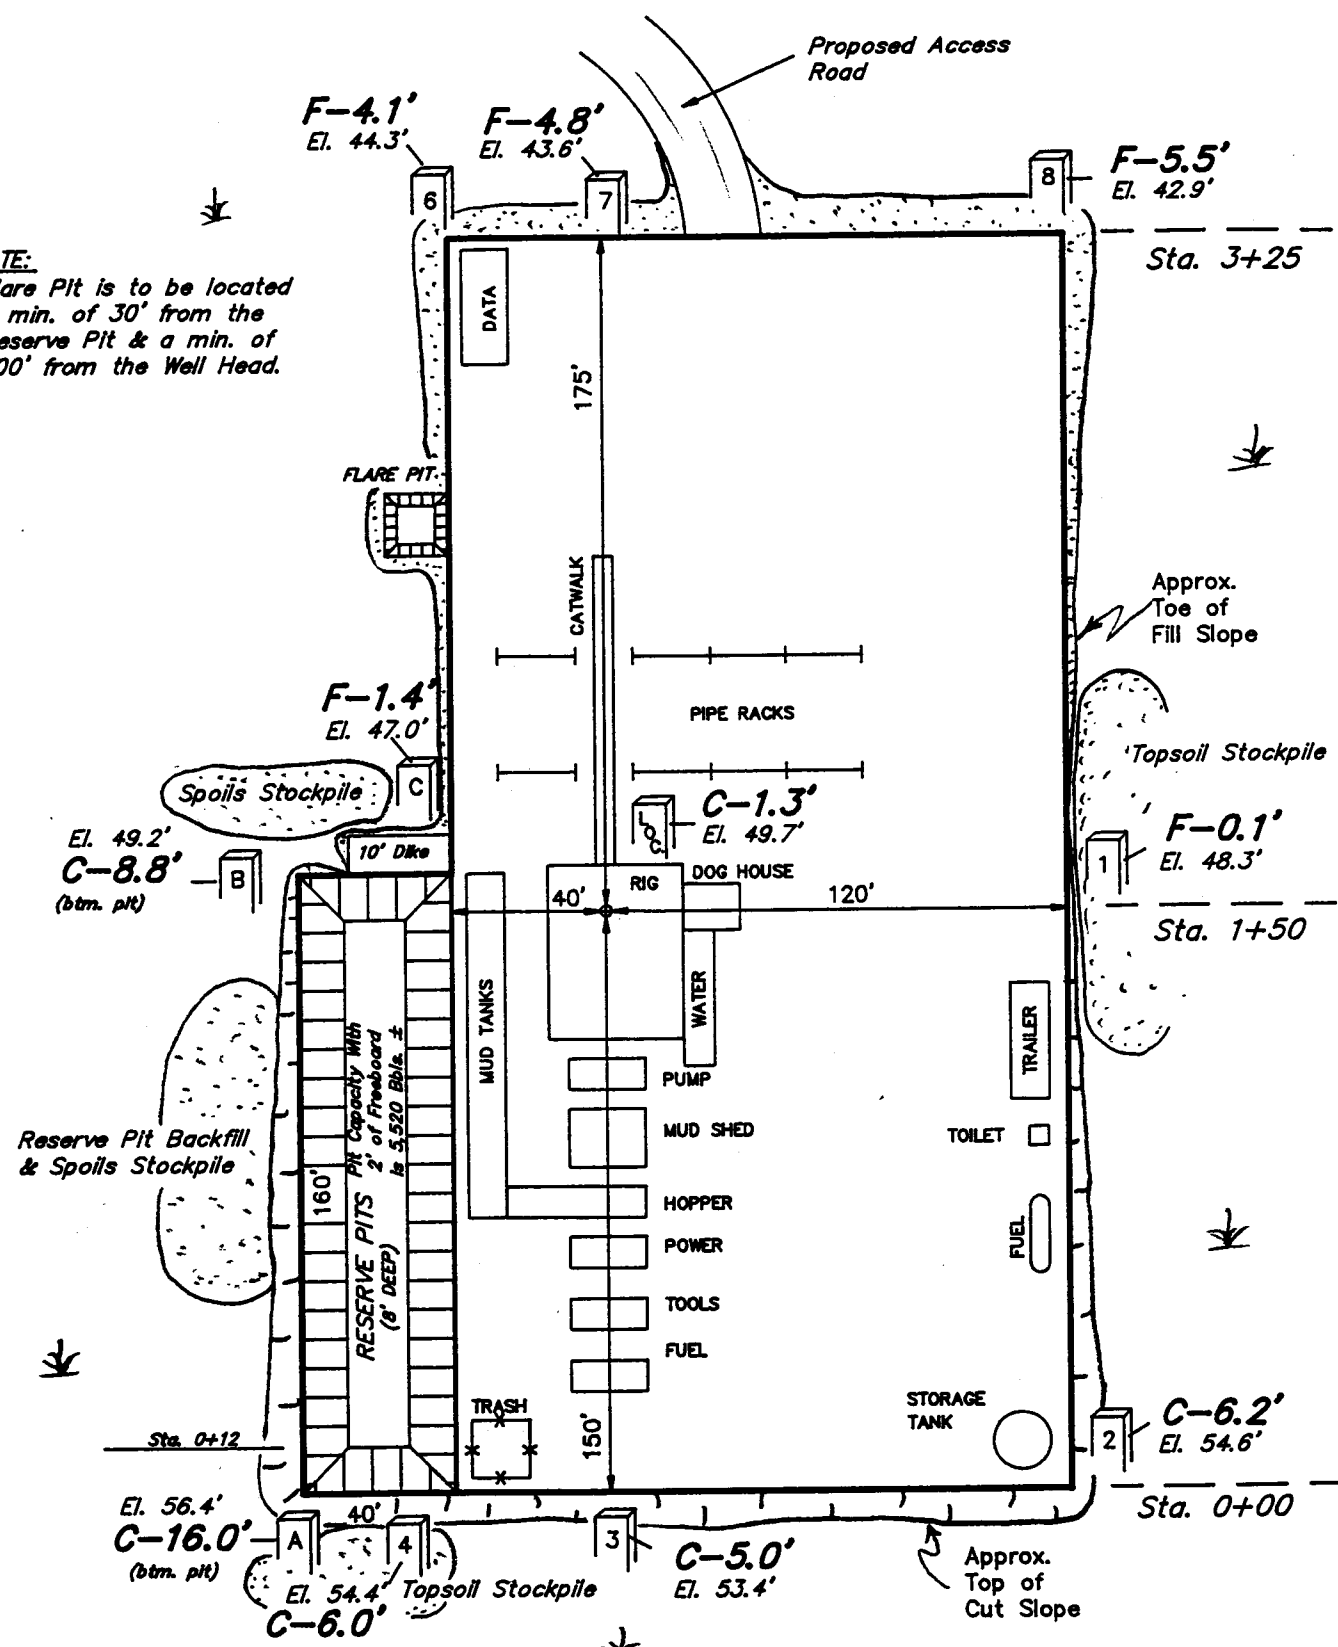 Proposed Access
Road
F-4.1'
El. 44.3'
F-4.8'
El. 43.6'
F-5.5'
El. 42.9'
6
7
8
Sta. 3+25
TE:
are Pit is to be located
min. of 30' from the
eserve Pit & a min. of
00' from the Well Head.
DATA
175'
FLARE PIT
CATWALK
Approx.
Toe of
Fill Slope
PIPE RACKS
F-1.4'
El. 47.0'
C
Spoils Stockpile
Topsoil Stockpile
LOC.
C-1.3'
El. 49.7'
F-0.1'
El. 48.3'
1
El. 49.2'
C-8.8'
(btm. pit)
B
10' Dike
RIG
DOG HOUSE
40'
120'
Sta. 1+50
MUD TANKS
WATER
TRAILER
PUMP
MUD SHED
TOILET
HOPPER
POWER
FUEL
TOOLS
FUEL
Reserve Pit Backfill
& Spoils Stockpile
160'
RESERVE PITS
(8' DEEP)
Pit Capacity With
2' of Freeboard
is 5,520 Bbls. ±
TRASH
150'
STORAGE
TANK
C-6.2'
El. 54.6'
2
Sta. 0+12
Sta. 0+00
El. 56.4'
C-16.0'
(btm. pit)
A
40'
4
3
El. 54.4'
C-6.0'
Topsoil Stockpile
C-5.0'
El. 53.4'
Approx.
Top of
Cut Slope